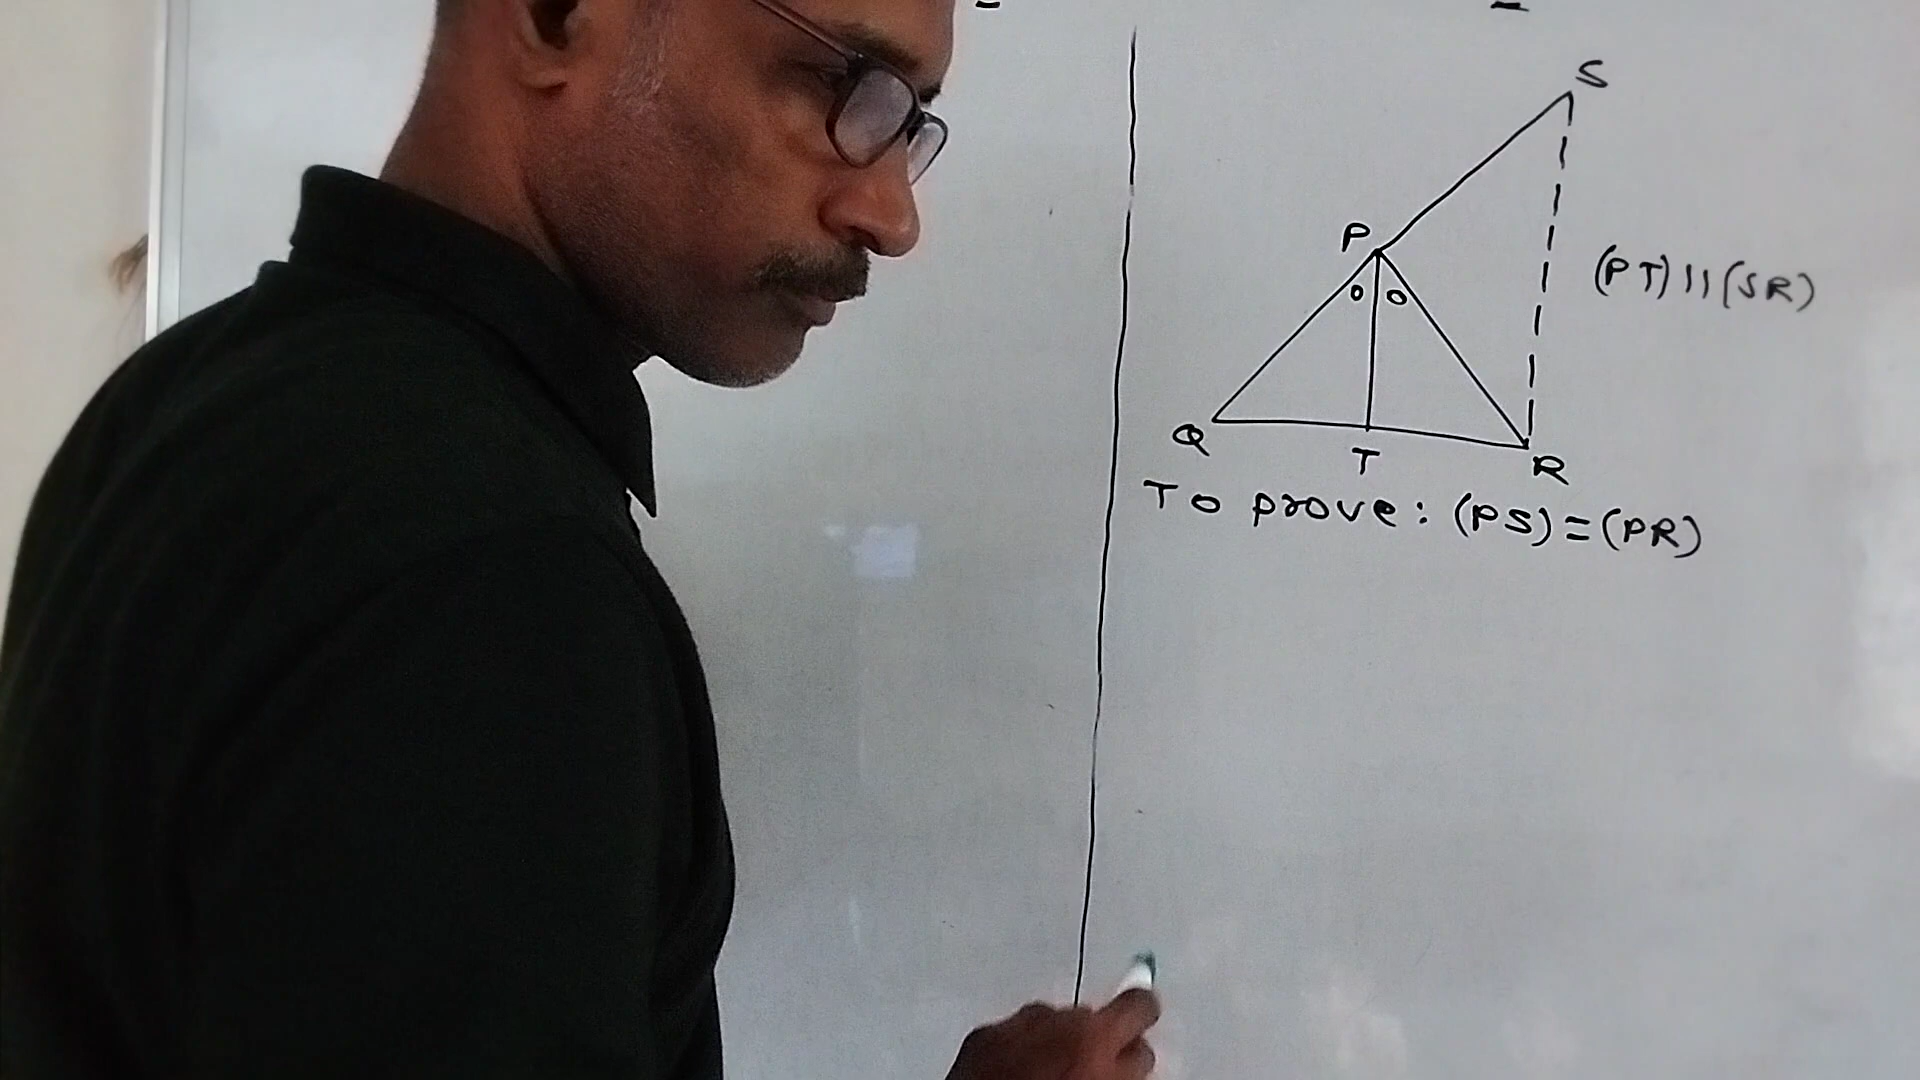 S
P
(PT) || (SR)
o o
Q
T
R
To prove: (PS) = (PR)